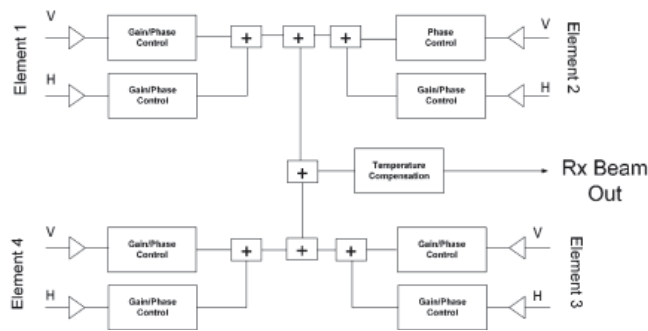 Element 1
V
Gain/Phase
Control
+
+
+
Phase
Control
V
Element 2
H
Gain/Phase
Control
Gain/Phase
Control
H
+
Temperature
Compensation
Rx Beam
Out
Element 4
V
Gain/Phase
Control
+
+
+
Gain/Phase
Control
V
Element 3
H
Gain/Phase
Control
Gain/Phase
Control
H